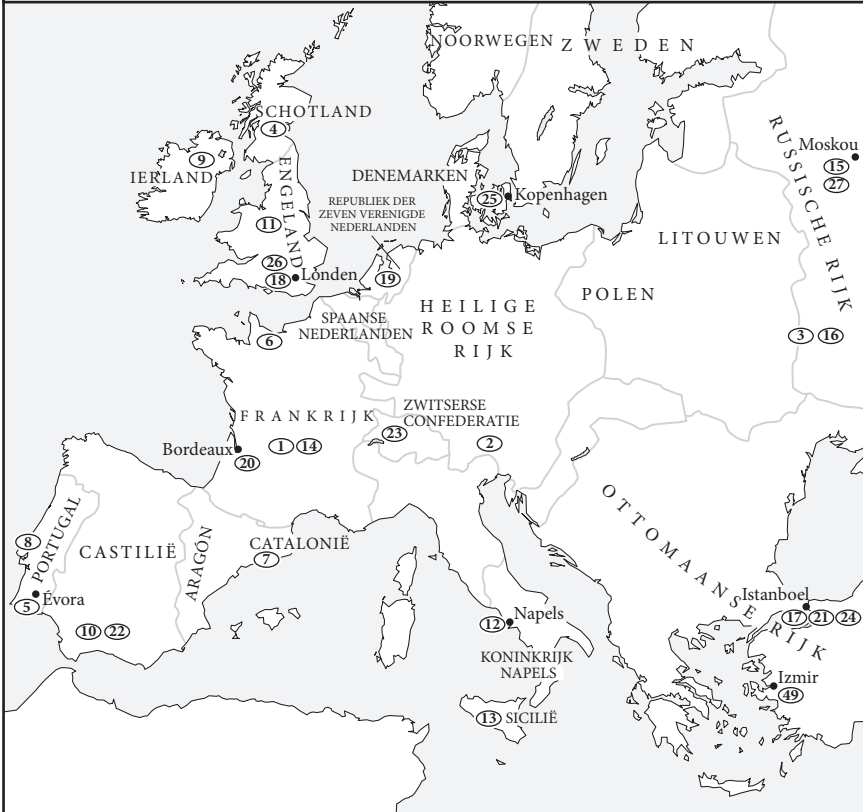 NOORWEGEN
ZWEDEN
SCHOTLAND
4
9
IERLAND
ENGELAND
11
26
18
Londen
DENEMARKEN
25
Kopenhagen
REPUBLIEK DER
ZEVEN VERENIGDE
NEDERLANDEN
19
RUSSISCHE RIJK
Moskou
15
27
LITOUWEN
POLEN
3
16
HEILIGE
ROOMSE
RIJK
SPAANSE
NEDERLANDEN
6
FRANKRIJK
1
14
Bordeaux
20
ZWITSERSE
CONFEDERATIE
23
2
PORTUGAL
8
Évora
5
CASTILIË
10
22
ARAGÓN
CATALONIË
7
12
Napels
KONINKRIJK
NAPELS
13
SICILIË
OTTOMAANSE RIJK
Istanboel
17
21
24
Izmir
49